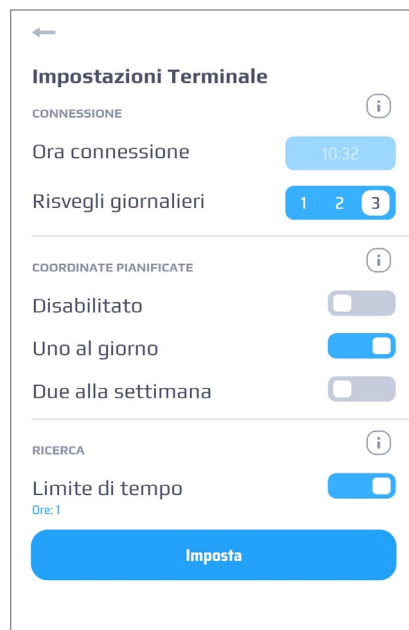 Impostazioni Terminale
CONNESSIONE
Ora connessione 10:32
Risvegli giornalieri 1 2 3
COORDINATE PIANIFICATE
Disabilitato
Uno al giorno
Due alla settimana
RICERCA
Limite di tempo
Ore: 1
Imposta